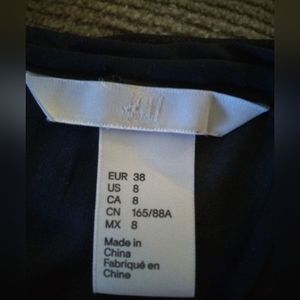 H&M
EUR 38
US 8
CA 8
CN 165/88A
MX 8
Made in
China
Fabriqué en
Chine